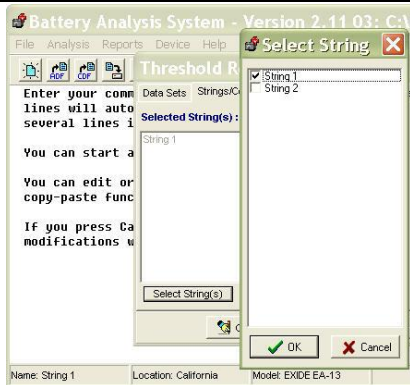 Battery Analysis System - Version 2.11 03: C:\
File Analysis Reports Device Help
ADF CDF
Enter your comm
lines will auto
several lines i
You can start a
You can edit or
copy-paste func
If you press Ca
modifications w
Threshold R
Data Sets Strings/C
Selected String(s) :
String 1
Select String(s)
Select String
String 1
String 2
OK Cancel
Name: String 1 Location: California Model: EXIDE EA-13